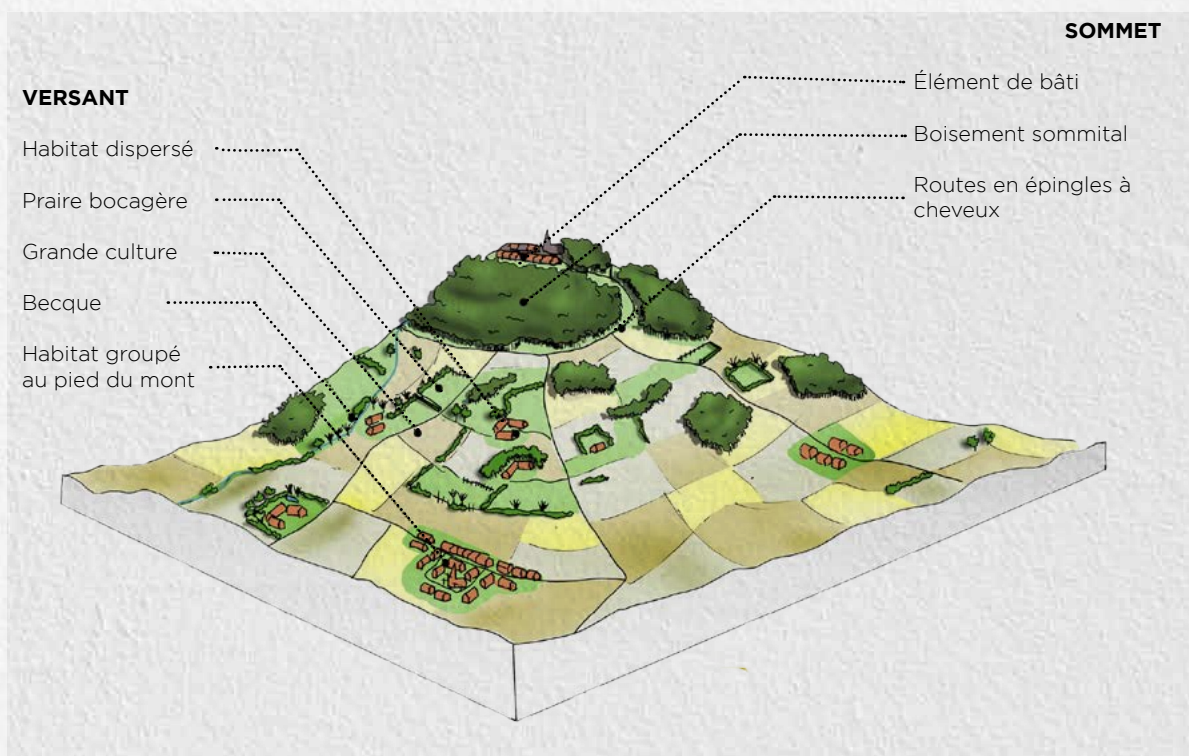 SOMMET
Élément de bâti
Boisement sommital
Routes en épingles à
cheveux
VERSANT
Habitat dispersé
Praire bocagère
Grande culture
Becque
Habitat groupé
au pied du mont